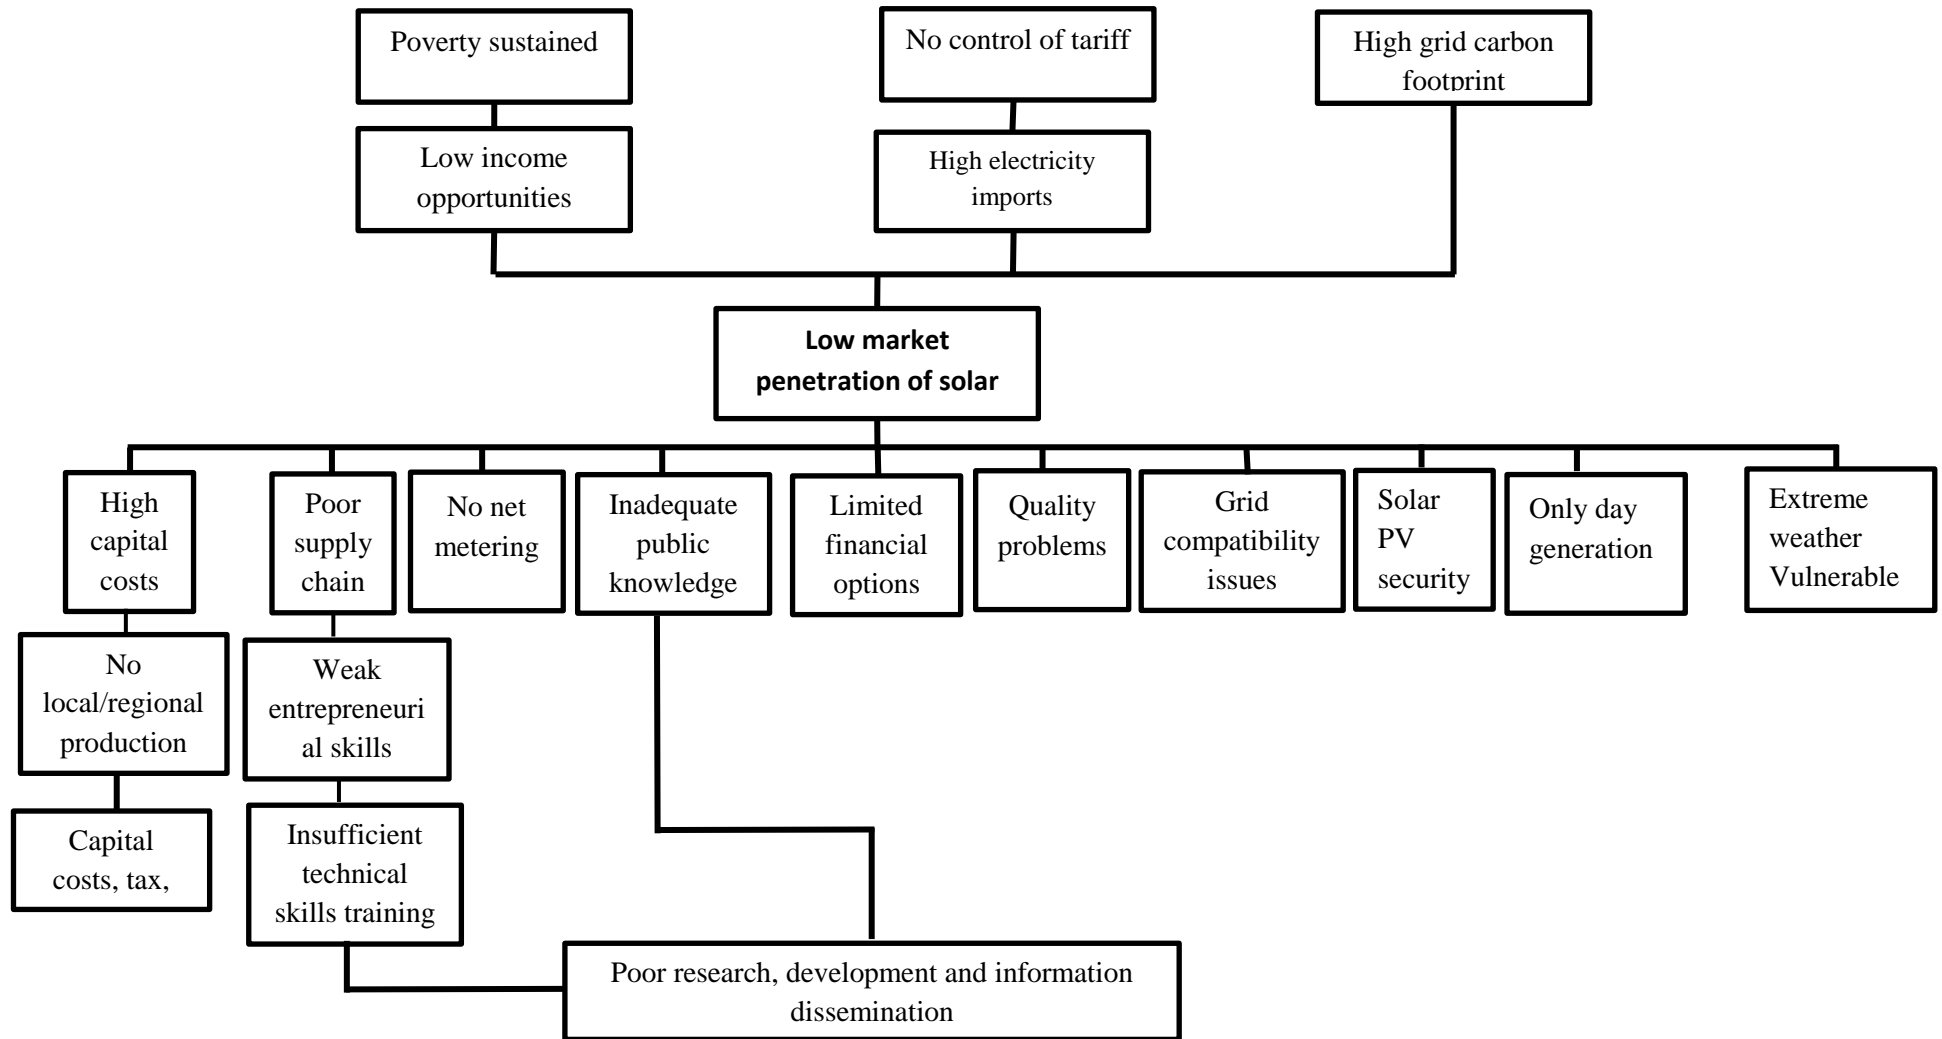 Poverty sustained
No control of tariff
High grid carbon
footprint
Low income
opportunities
High electricity
imports
Low market
penetration of solar
High
capital
costs
Poor
supply
chain
No net
metering
Inadequate
public
knowledge
Limited
financial
options
Quality
problems
Grid
compatibility
issues
Solar
PV
security
Only day
generation
Extreme
weather
Vulnerable
No
local/regional
production
Weak
entrepreneuri
al skills
Capital
costs, tax,
Insufficient
technical
skills training
Poor research, development and information
dissemination